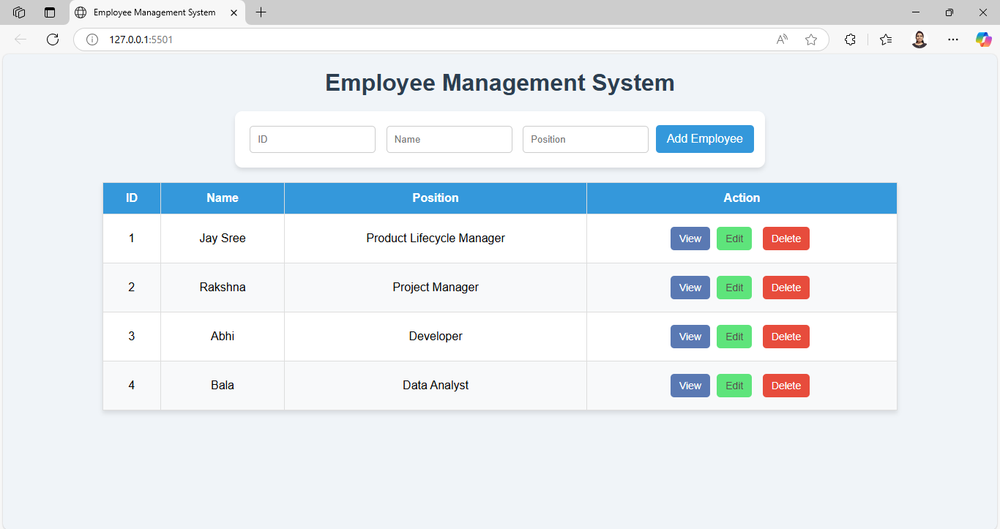 Employee Management System
127.0.0.1:5501
Employee Management System
ID Name Position Add Employee
ID Name Position Action
1 Jay Sree Product Lifecycle Manager View Edit Delete
2 Rakshna Project Manager View Edit Delete
3 Abhi Developer View Edit Delete
4 Bala Data Analyst View Edit Delete